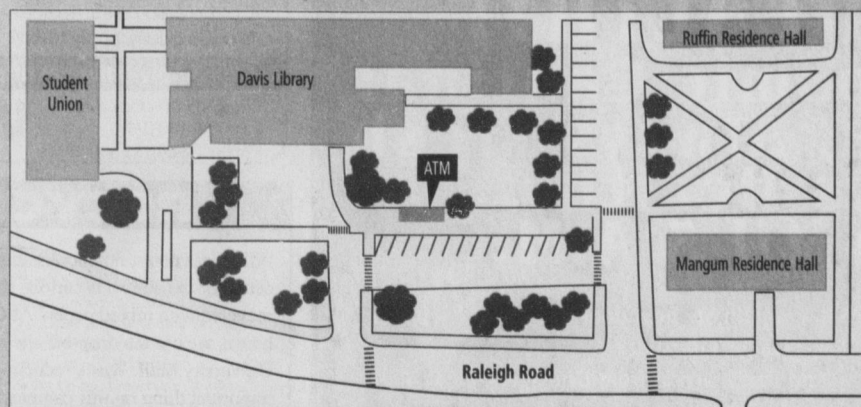 Ruffin Residence Hall
Student
Union
Davis Library
ATM
Mangum Residence Hall
Raleigh Road